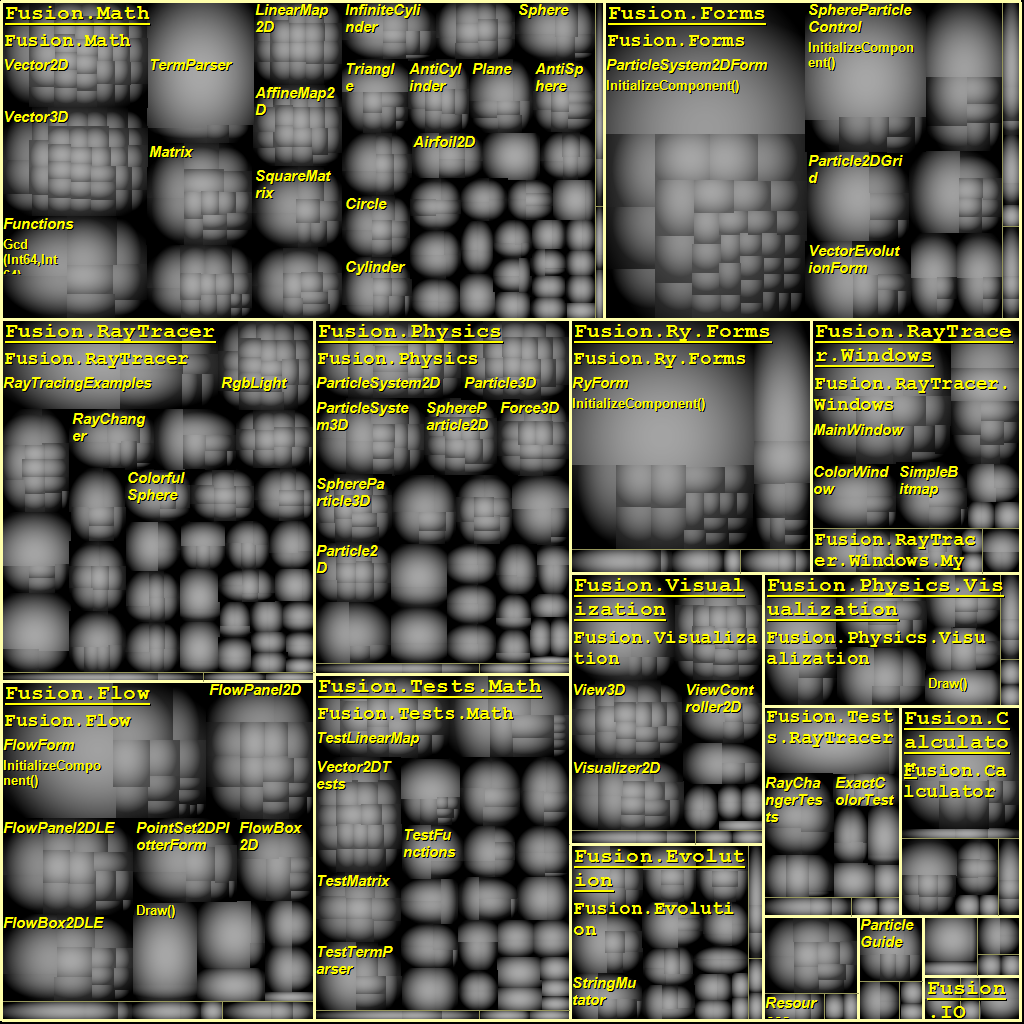 Fusion.Math
Fusion.Math
Vector2D
TermParser
LinearMap
2D
InfiniteCyli
nder
Sphere
Triangl
e
AntiCyl
inder
Plane
AntiSp
here
AffineMap2
D
Vector3D
Matrix
Airfoil2D
SquareMat
rix
Circle
Functions
Gcd
(Int64,Int
64)
Cylinder
Fusion.Forms
Fusion.Forms
ParticleSystem2DForm
InitializeComponent()
SphereParticle
Control
InitializeCompon
ent()
Particle2DGri
d
VectorEvolut
ionForm
Fusion.RayTracer
Fusion.RayTracer
RayTracingExamples
RgbLight
RayChang
er
Colorful
Sphere
Fusion.Physics
Fusion.Physics
ParticleSystem2D
Particle3D
ParticleSyste
m3D
SphereP
article2D
Force3D
SpherePa
rticle3D
Particle2
D
Fusion.Ry.Forms
Fusion.Ry.Forms
RyForm
InitializeComponent()
Fusion.RayTrace
r.Windows
Fusion.RayTracer.
Windows
MainWindow
ColorWind
ow
SimpleB
itmap
Fusion.RayTrac
er.Windows.My
Fusion.Visual
ization
Fusion.Visualiza
tion
View3D
ViewCont
roller2D
Visualizer2D
Fusion.Physics.Vis
ualization
Fusion.Physics.Visu
alization
Draw()
Fusion.Flow
Fusion.Flow
FlowForm
InitializeCompo
nent()
FlowPanel2D
FlowPanel2DLE
PointSet2DPl
otterForm
FlowBox
2D
Draw()
FlowBox2DLE
Fusion.Tests.Math
Fusion.Tests.Math
TestLinearMap
Vector2DT
ests
TestFu
nctions
TestMatrix
TestTermP
arser
Fusion.Test
s.RayTracer
RayCha
ngerTes
ts
ExactC
olorTest
Fusion.C
alculato
r
Fusion.Ca
lculator
Fusion.Evolut
ion
Fusion.Evoluti
on
StringMu
tator
Particle
Guide
Resour
Fusion
.IO